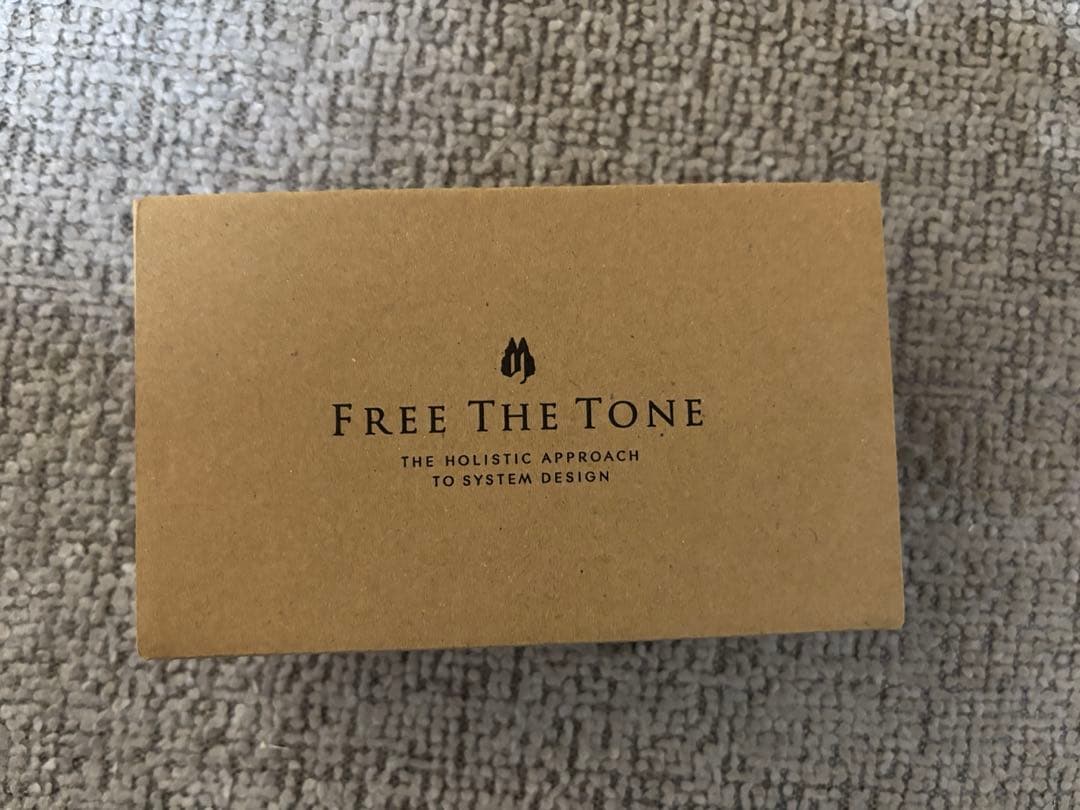 FREE THE TONE
THE HOLISTIC APPROACH
TO SYSTEM DESIGN